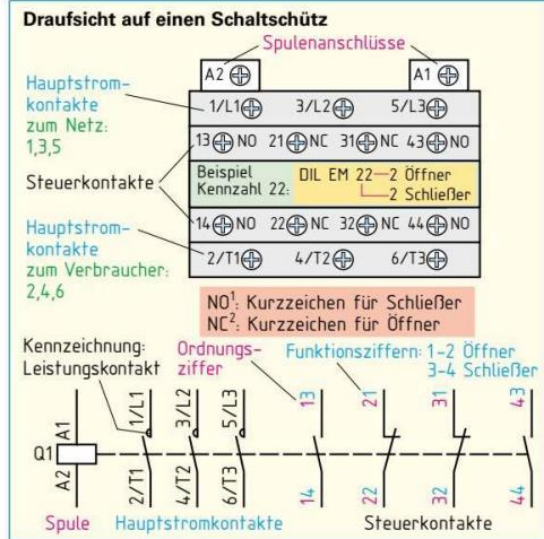 Draufsicht auf einen Schaltschütz
Spulenanschlüsse
A2 A1
Hauptstrom-
kontakte
zum Netz:
1,3,5
1/L1 3/L2 5/L3
13 NO 21 NC 31 NC 43 NO
Steuerkontakte
Beispiel
Kennzahl 22:
DIL EM 22 2 Öffner
2 Schließer
14 NO 22 NC 32 NC 44 NO
Hauptstrom-
kontakte
zum Verbraucher:
2,4,6
2/T1 4/T2 6/T3
NO¹: Kurzzeichen für Schließer
NC²: Kurzzeichen für Öffner
Kennzeichnung:
Leistungskontakt
Ordnungs-
ziffer
Funktionsziffern: 1-2 Öffner
3-4 Schließer
A1 1/L1 3/L2 5/L3 13 21 31 43
Q1
A2 2/T1 4/T2 6/T3 14 22 32 44
Spule Hauptstromkontakte Steuerkontakte